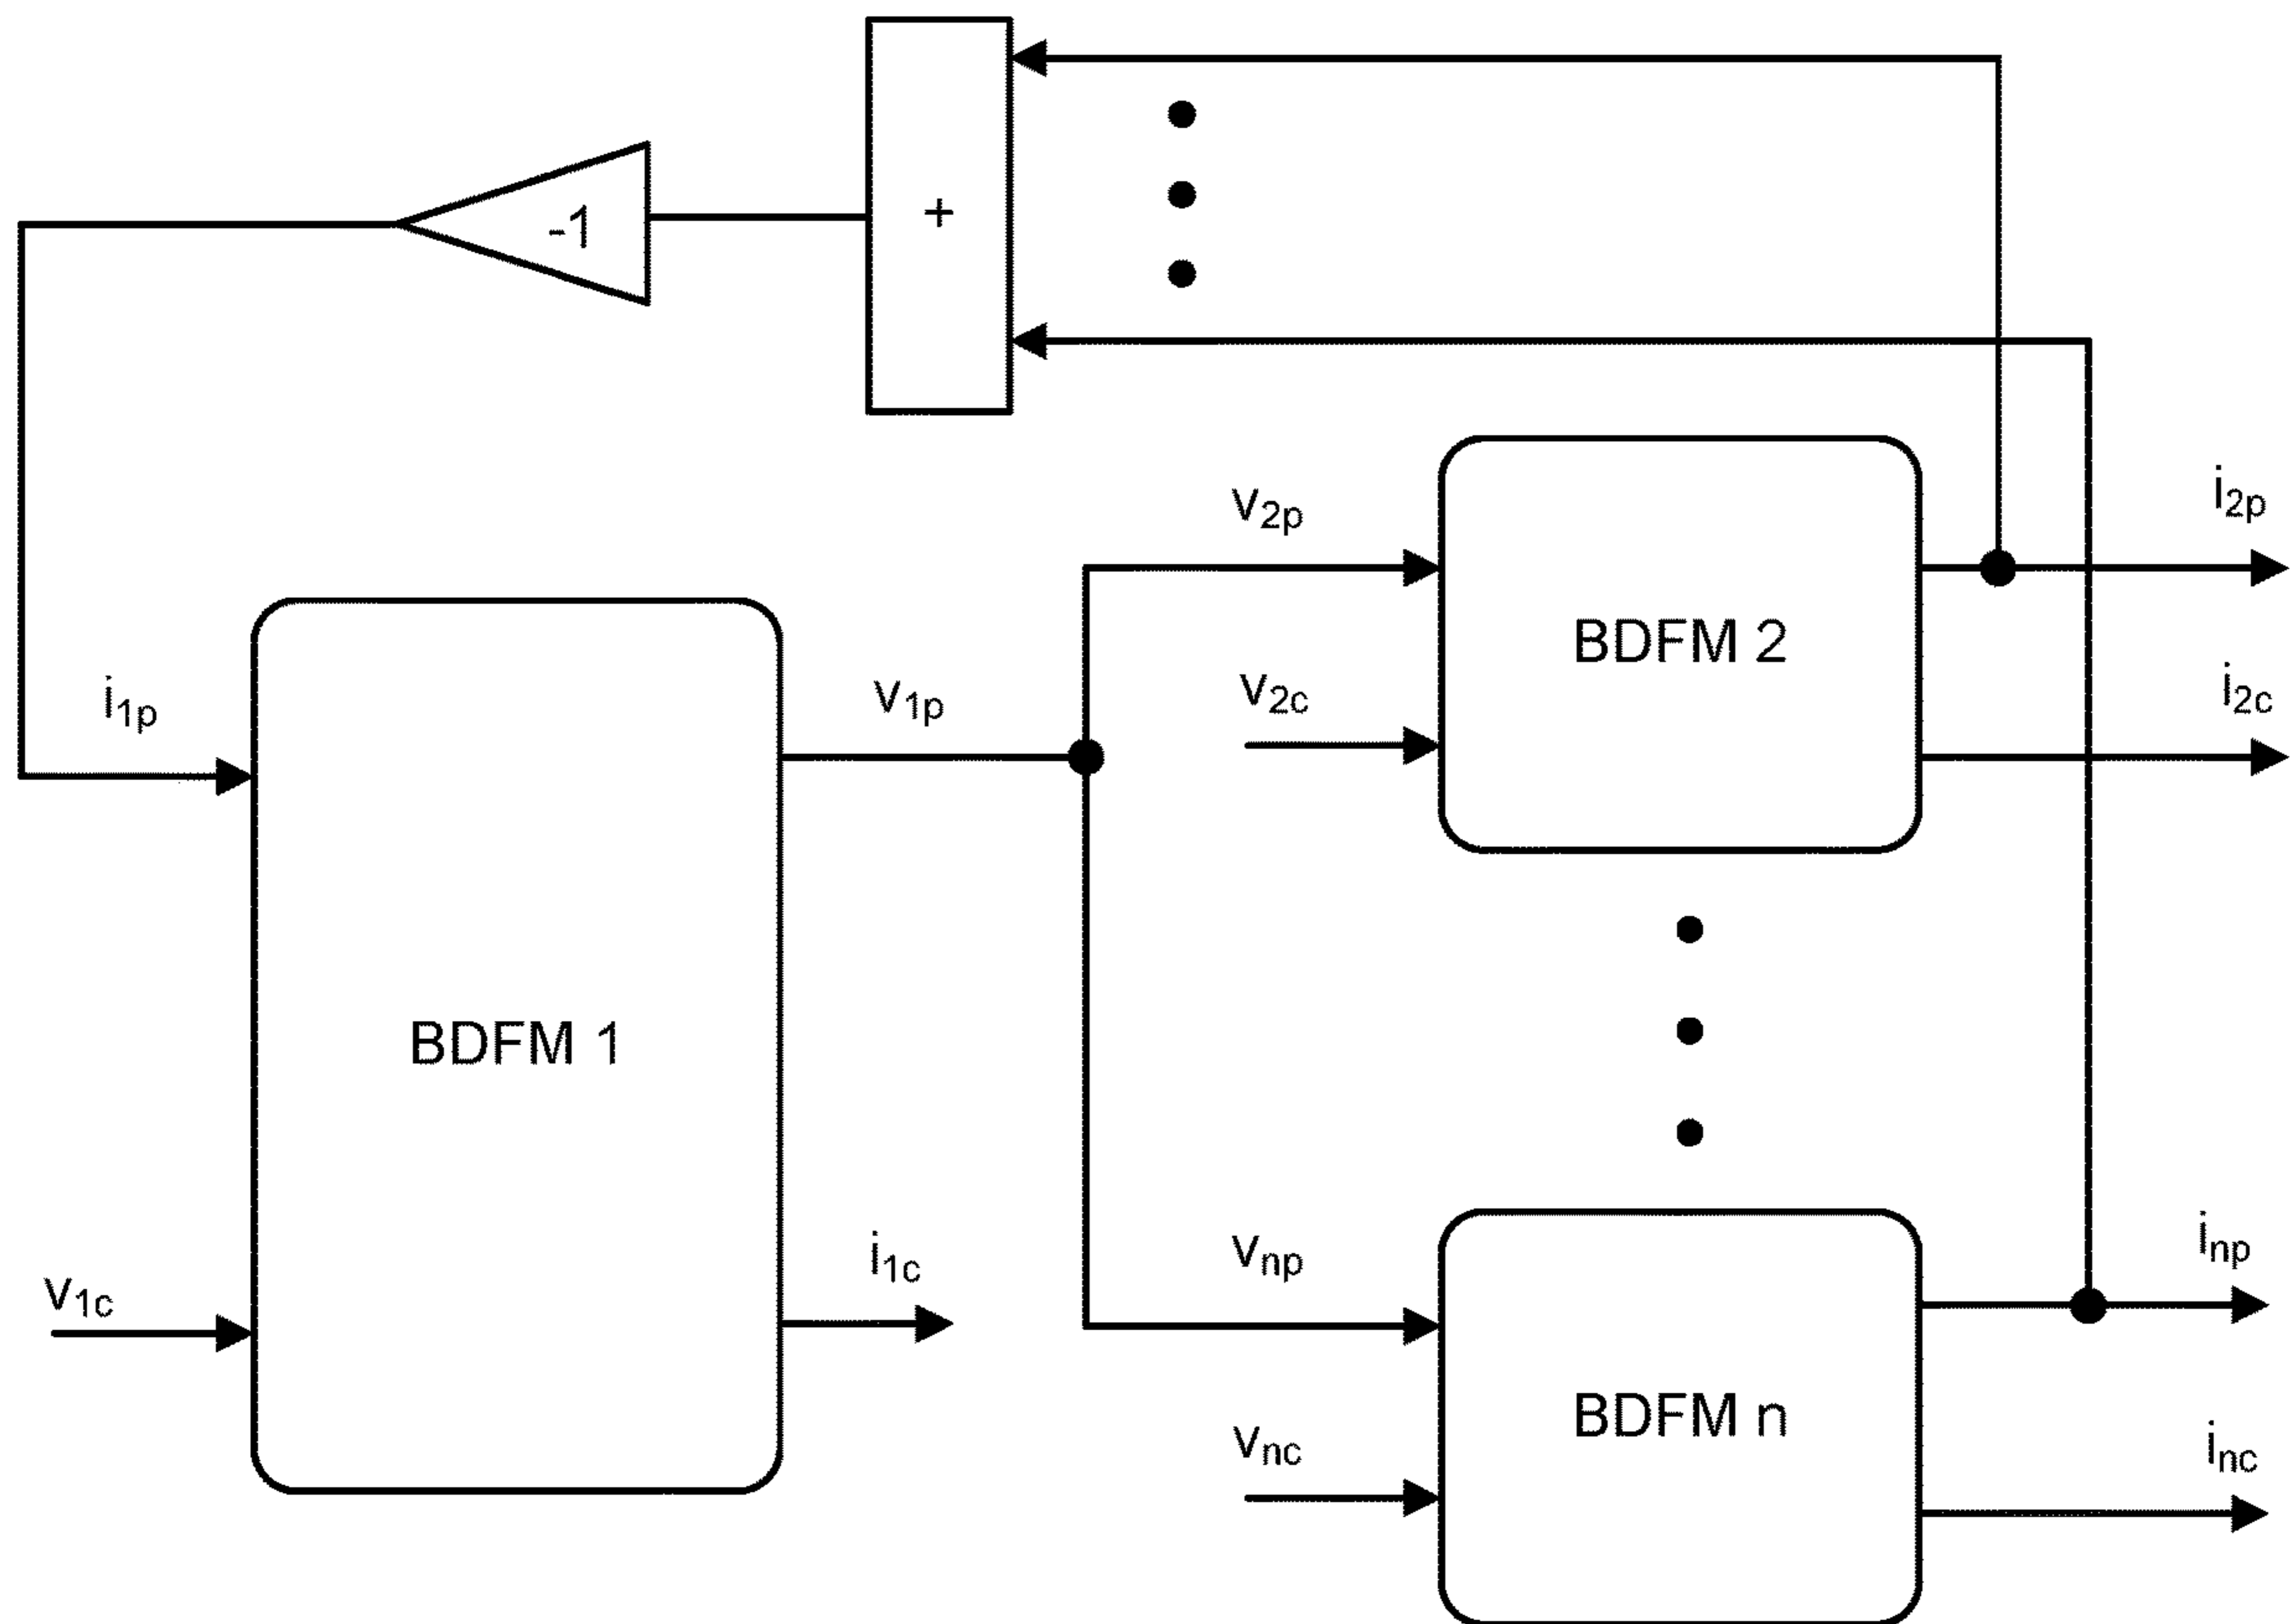 +
-1
i2p
v2p
BDFM 2
v2c
i2c
i1p
v1p
BDFM 1
inp
vnp
i1c
v1c
BDFM n
vnc
inc